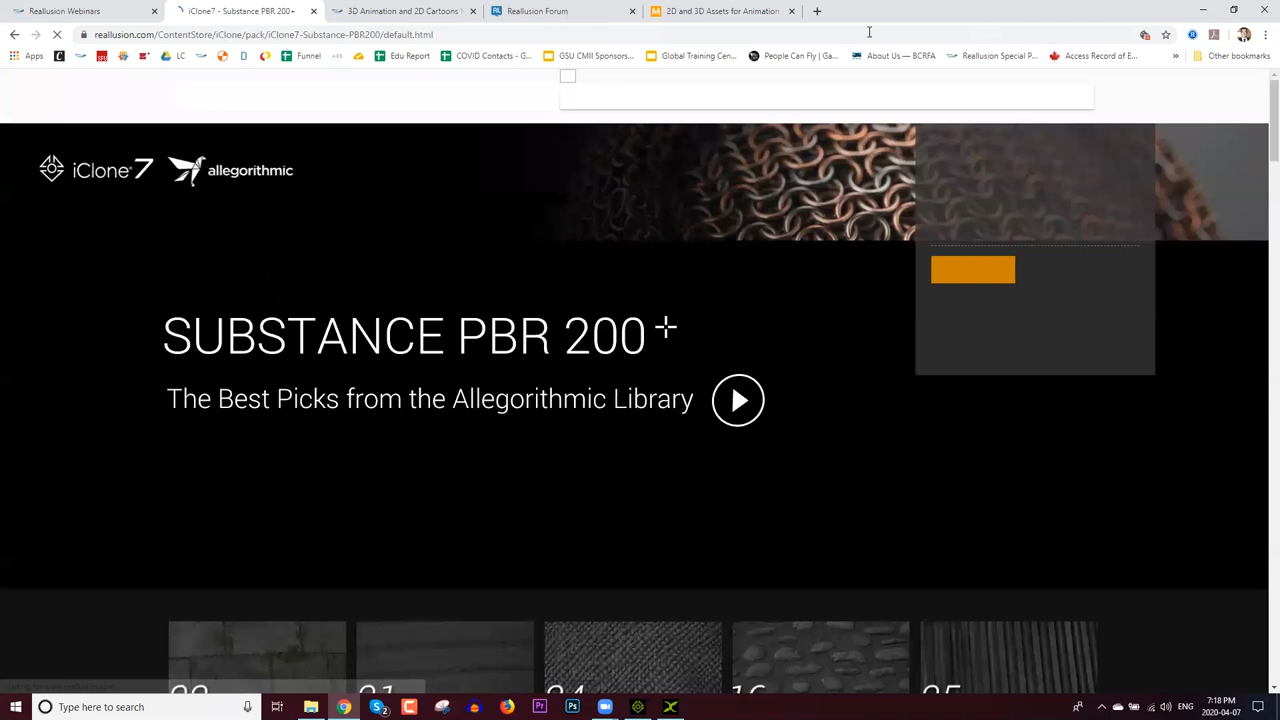 Reallusion Webinars
iClone7 - Substance PBR 200+
3D Animation and 2D Cartoons
Reallusion Forum
2D and 3D Assets for Animation
reallusion.com/ContentStore/iClone/pack/iClone7-Substance-PBR200/default.html
Apps
LC
D
Funnel
ARK
Edu Report
COVID Contacts - G...
GSU CMII Sponsors...
Global Training Cen...
People Can Fly | Ga...
About Us — BCRFA
Reallusion Special P...
Access Record of E...
»
Other bookmarks
iClone 7 allegorithmic
SUBSTANCE PBR 200+
The Best Picks from the Allegorithmic Library
Type here to search
ENG
7:18 PM
2020-04-07